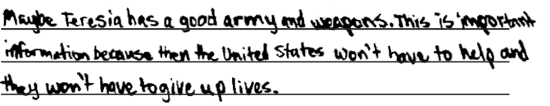 Maybe Teresia has a good army and weapons. This is important
information because then the United States won't have to help and
they won't have to give up lives.